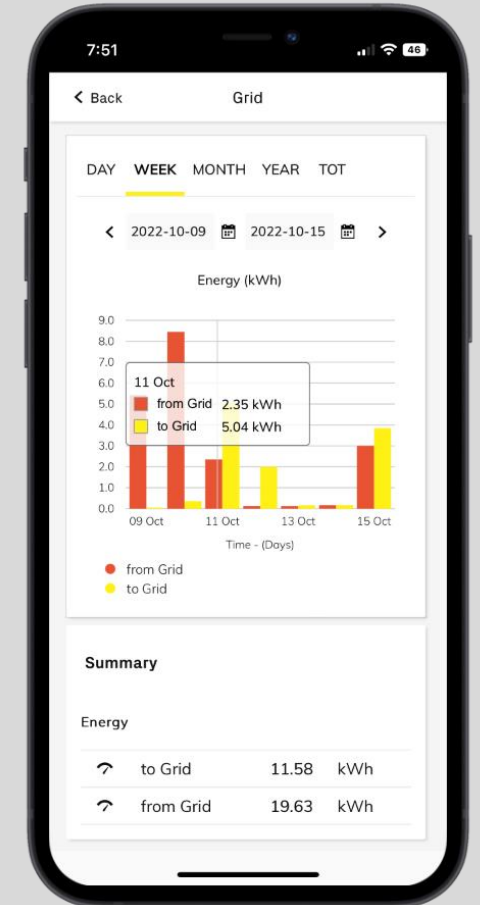 7:51
46
Back
Grid
DAY WEEK MONTH YEAR TOT
2022-10-09 2022-10-15
Energy (kWh)
9.0
8.0
7.0
6.0
5.0
4.0
3.0
2.0
1.0
0.0
11 Oct
from Grid 2.35 kWh
to Grid 5.04 kWh
09 Oct 11 Oct 13 Oct 15 Oct
Time - (Days)
from Grid
to Grid
Summary
Energy
to Grid 11.58 kWh
from Grid 19.63 kWh